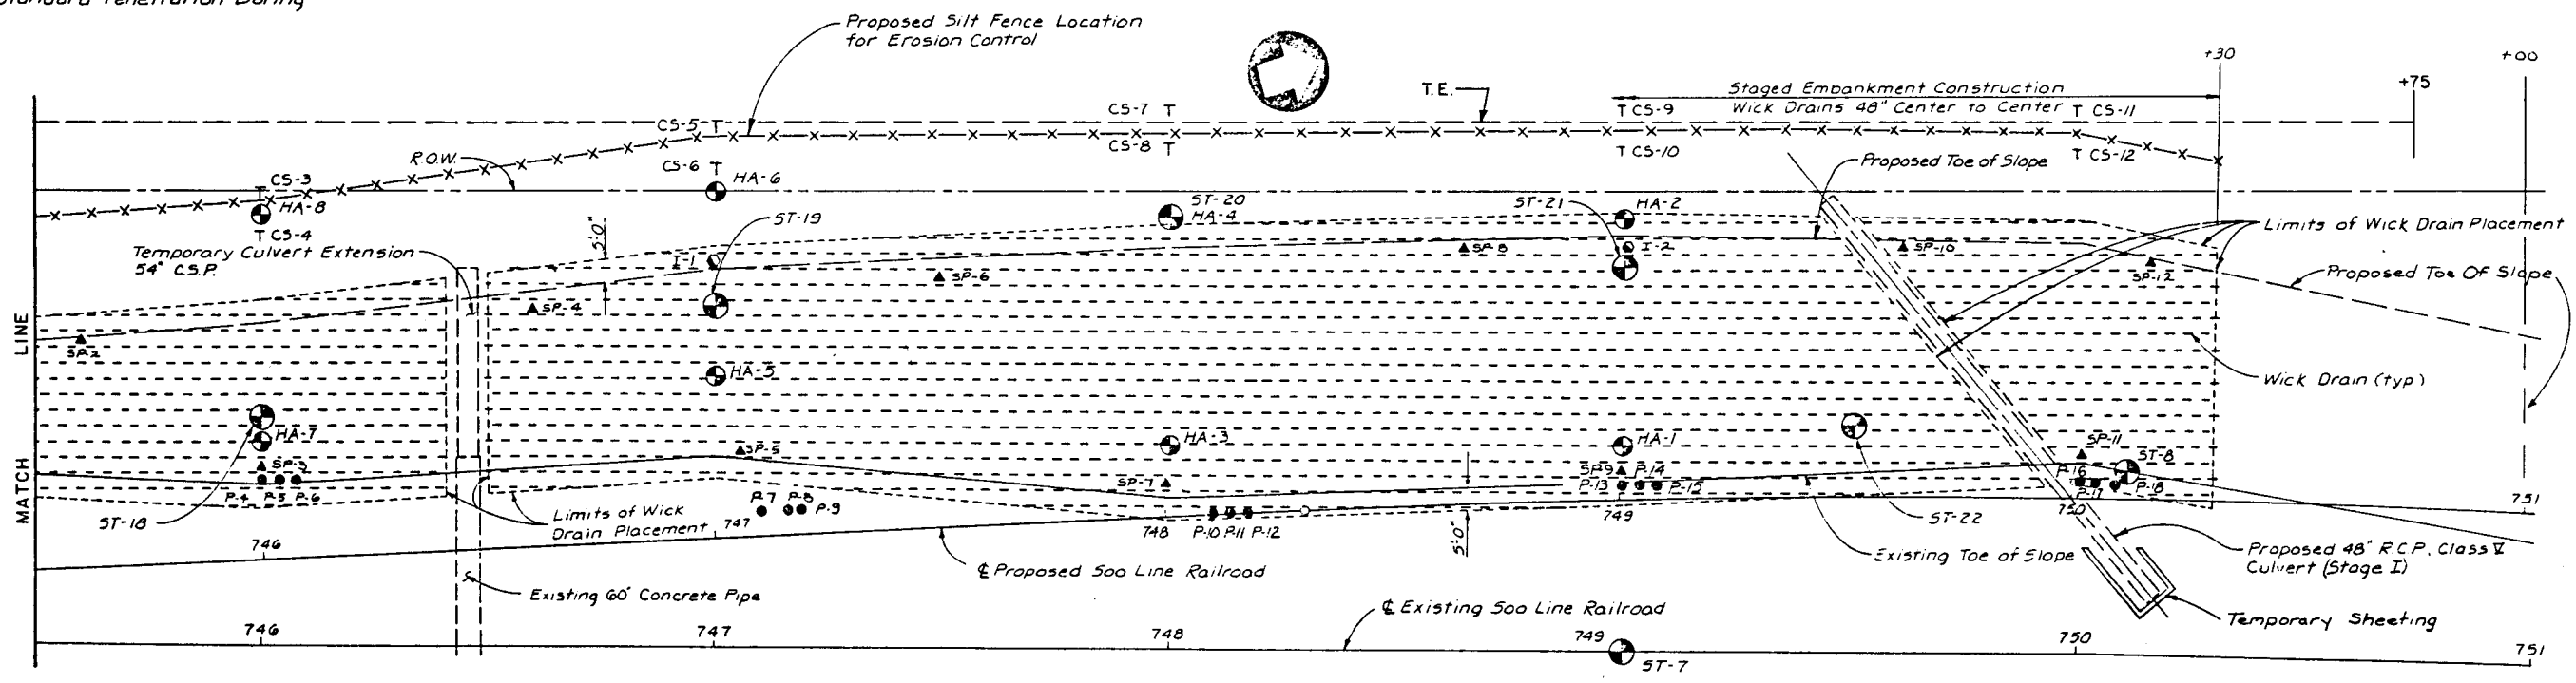 Standard Penetration Boring
Proposed Silt Fence Location
for Erosion Control
+30
+00
+75
T.E.
Staged Embankment Construction
Wick Drains 48" Center to Center
CS-5 T
CS-7 T
T CS-9
T CS-11
R.O.W.
CS-6 T
CS-8 T
T CS-10
T CS-12
Proposed Toe of Slope
CS-3
T
HA-6
HA-8
ST-20
HA-4
ST-21
HA-2
T CS-4
ST-19
Limits of Wick Drain Placement
Temporary Culvert Extension
54" C.S.P.
5'-0"
I-1
I-2
SP-8
SP-10
SP-12
SP-6
SP-4
Proposed Toe Of Slope
SP-2
LINE
MATCH
HA-5
Wick Drain (typ)
HA-7
HA-3
HA-1
SP-3
SP-5
SP-7
SP-9
P-14
SP-11
ST-8
P-16
P-4 P-5 P-6
P-7 P-8
P-9
P-13
P-15
P-17
P-18
ST-18
Limits of Wick
Drain Placement
746
747
748
P-10 P-11 P-12
749
750
751
5'-0"
ST-22
℄ Proposed Soo Line Railroad
Existing Toe of Slope
Proposed 48" R.C.P. Class V
Culvert (Stage I)
Existing 60" Concrete Pipe
℄ Existing Soo Line Railroad
Temporary Sheeting
746
747
748
749
750
751
ST-7